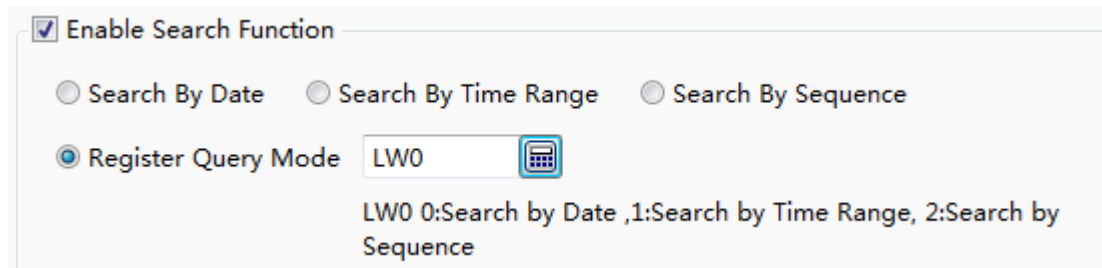 Enable Search Function
Search By Date Search By Time Range Search By Sequence
Register Query Mode LW0
LW0 0:Search by Date ,1:Search by Time Range, 2:Search by
Sequence